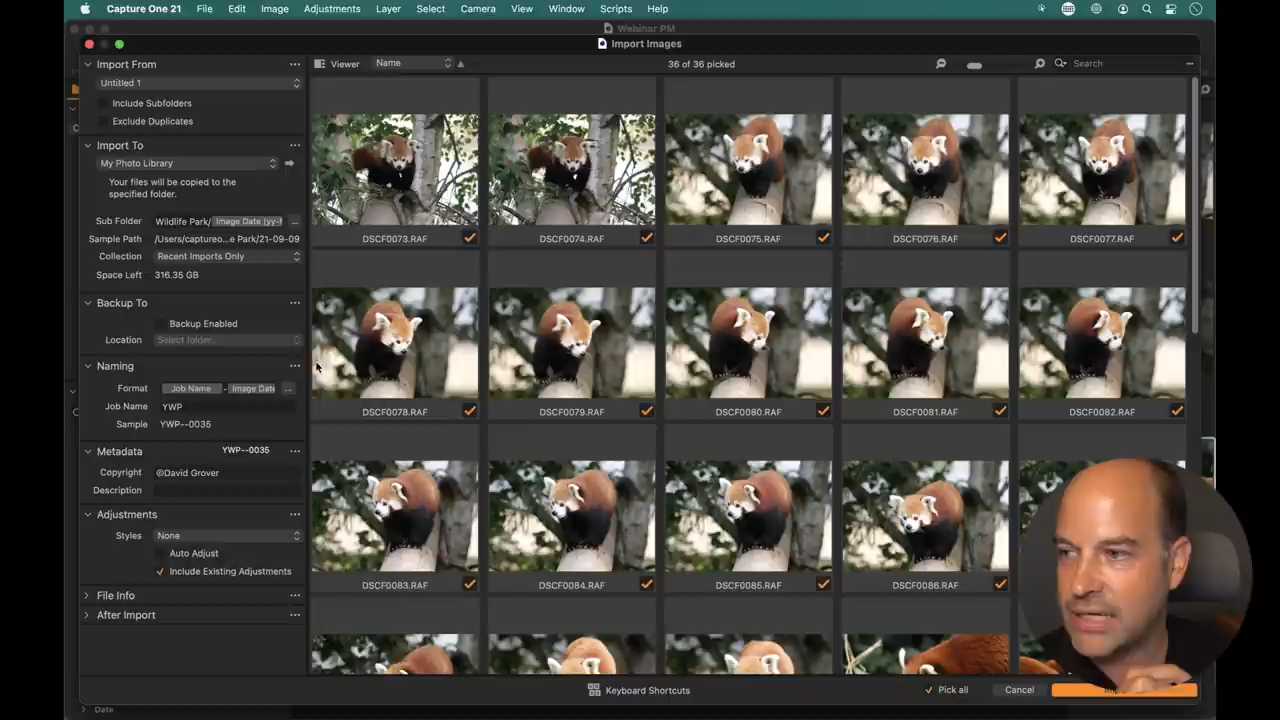 Capture One 21 File Edit Image Adjustments Layer Select Camera View Window Scripts Help
Webinar PM
Import Images
Import From
Untitled 1
Include Subfolders
Exclude Duplicates
Import To
My Photo Library
Your files will be copied to the
specified folder.
Sub Folder Wildlife Park/ Image Date (yy-
Sample Path /Users/captureo...e Park/21-09-09
Collection Recent Imports Only
Space Left 316.35 GB
Backup To
Backup Enabled
Location Select folder...
Naming
Format Job Name - Image Date
Job Name YWP
Sample YWP--0035
Metadata YWP--0035
Copyright ©David Grover
Description
Adjustments
Styles None
Auto Adjust
Include Existing Adjustments
File Info
After Import
Viewer Name 36 of 36 picked Search
DSCF0073.RAF DSCF0074.RAF DSCF0075.RAF DSCF0076.RAF DSCF0077.RAF
DSCF0078.RAF DSCF0079.RAF DSCF0080.RAF DSCF0081.RAF DSCF0082.RAF
DSCF0083.RAF DSCF0084.RAF DSCF0085.RAF DSCF0086.RAF
Keyboard Shortcuts Pick all Cancel
Date